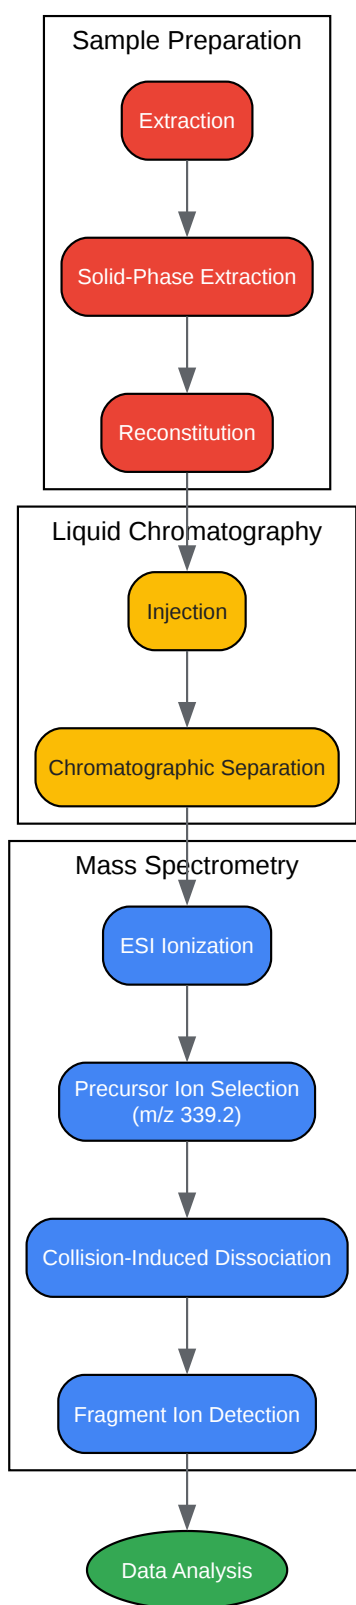 Sample Preparation
Extraction
Solid-Phase Extraction
Reconstitution
Liquid Chromatography
Injection
Chromatographic Separation
Mass Spectrometry
ESI Ionization
Precursor Ion Selection
(m/z 339.2)
Collision-Induced Dissociation
Fragment Ion Detection
Data Analysis